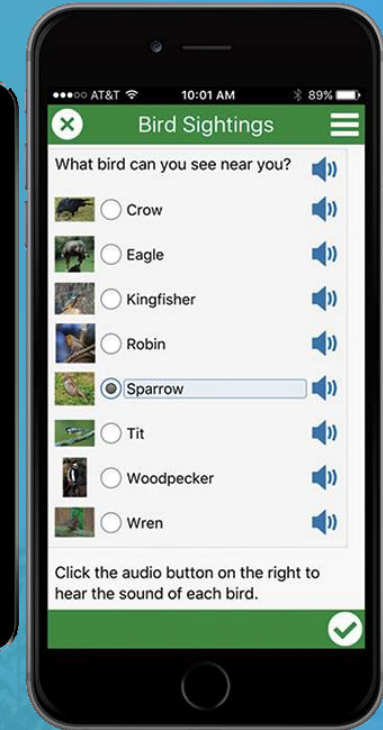 AT&T 10:01 AM 89%
Bird Sightings
What bird can you see near you?
Crow
Eagle
Kingfisher
Robin
Sparrow
Tit
Woodpecker
Wren
Click the audio button on the right to
hear the sound of each bird.